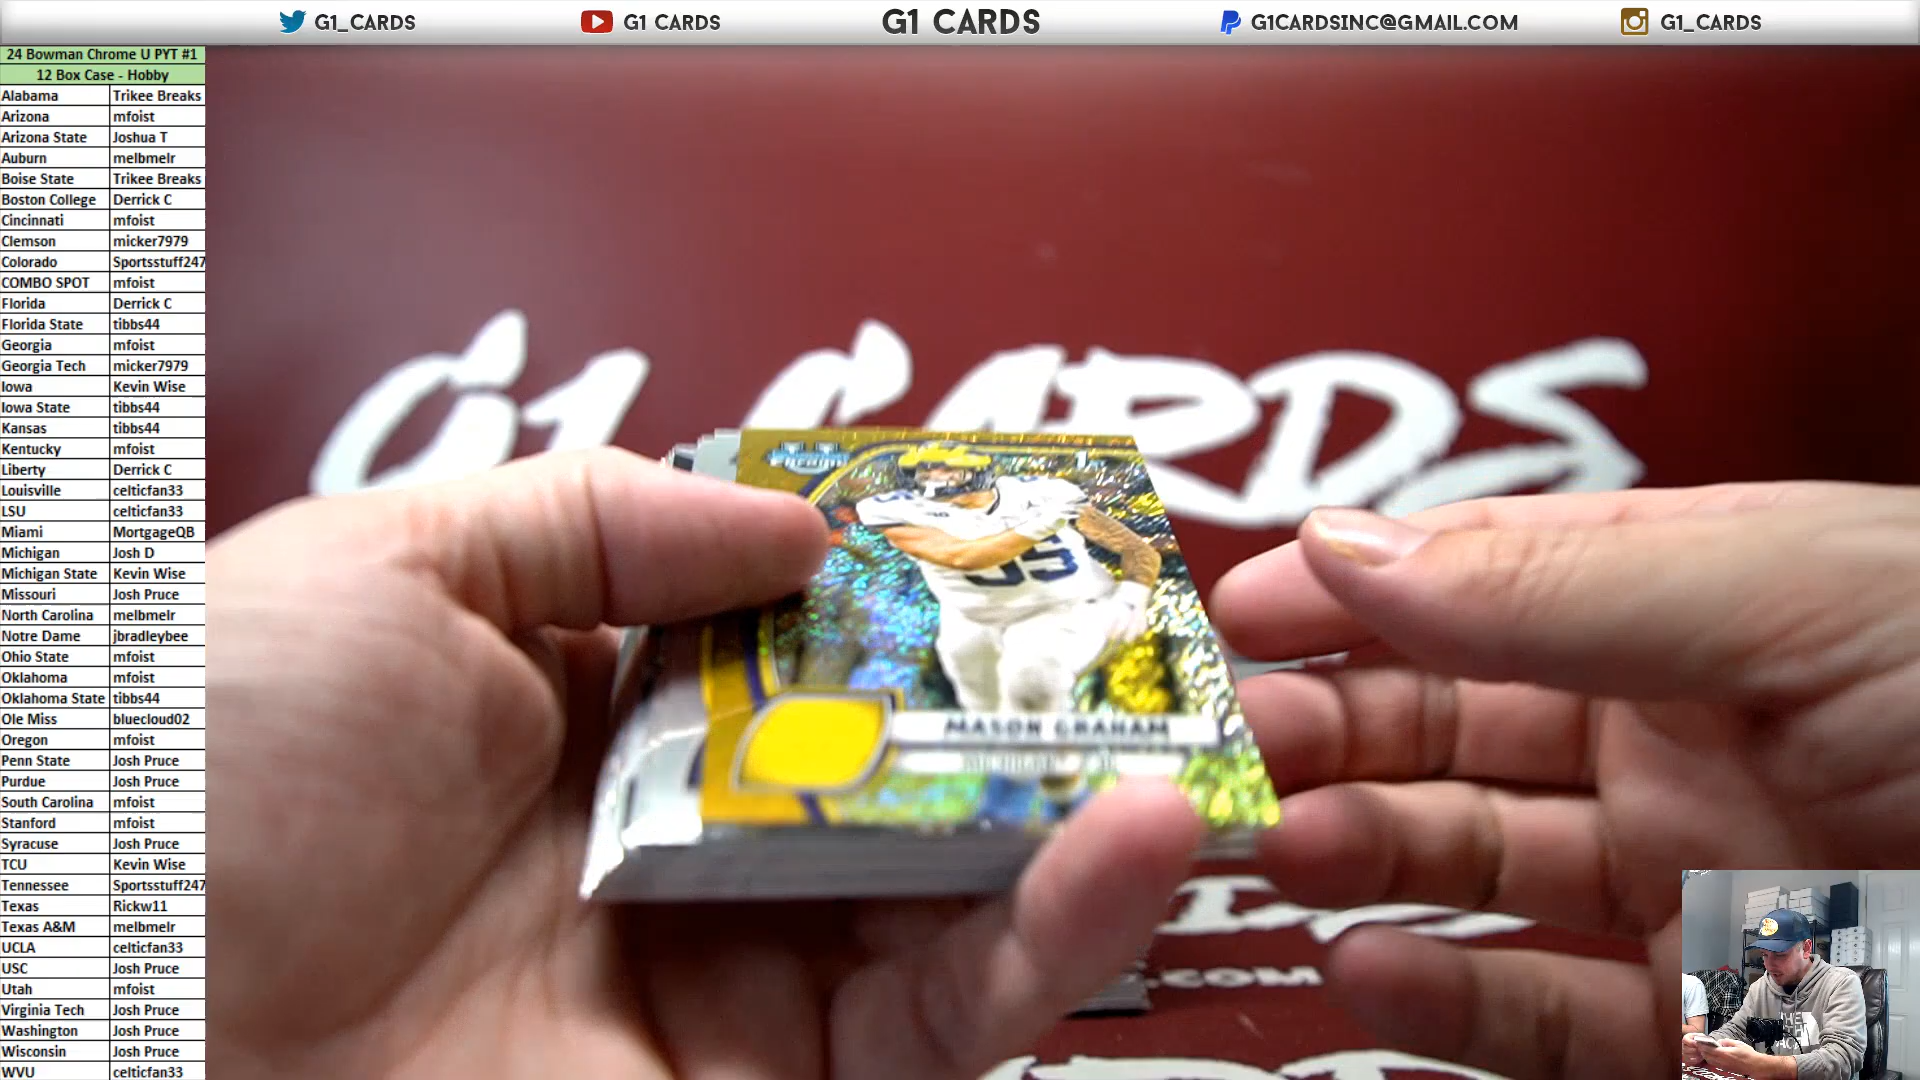 G1_CARDS
G1 CARDS
G1 CARDS
G1CARDSINC@GMAIL.COM
G1_CARDS
24 Bowman Chrome U PYT #1
12 Box Case - Hobby
Alabama Trikee Breaks
Arizona mfoist
Arizona State Joshua T
Auburn melbmelr
Boise State Trikee Breaks
Boston College Derrick C
Cincinnati mfoist
Clemson micker7979
Colorado Sportsstuff247
COMBO SPOT mfoist
Florida Derrick C
Florida State tibbs44
Georgia mfoist
Georgia Tech micker7979
Iowa Kevin Wise
Iowa State tibbs44
Kansas tibbs44
Kentucky mfoist
Liberty Derrick C
Louisville celticfan33
LSU celticfan33
Miami MortgageQB
Michigan Josh D
Michigan State Kevin Wise
Missouri Josh Pruce
North Carolina melbmelr
Notre Dame jbradleybee
Ohio State mfoist
Oklahoma mfoist
Oklahoma State tibbs44
Ole Miss bluecloud02
Oregon mfoist
Penn State Josh Pruce
Purdue Josh Pruce
South Carolina mfoist
Stanford mfoist
Syracuse Josh Pruce
TCU Kevin Wise
Tennessee Sportsstuff247
Texas Rickw11
Texas A&M melbmelr
UCLA celticfan33
USC Josh Pruce
Utah mfoist
Virginia Tech Josh Pruce
Washington Josh Pruce
Wisconsin Josh Pruce
WVU celticfan33
G1 CARDS
55
MASON GRAHAM
.COM